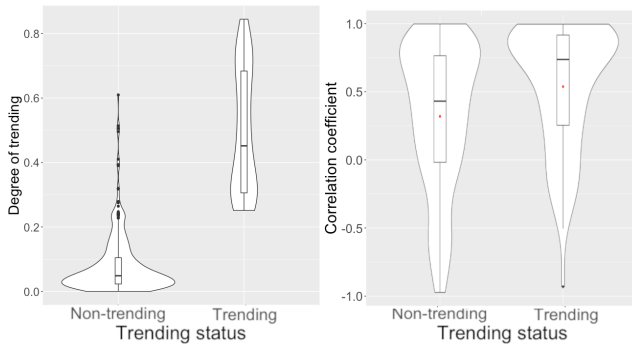 Degree of trending
0.8
0.6
0.4
0.2
0.0
Non-trending Trending
Trending status
Correlation coefficient
1.0
0.5
0.0
-0.5
-1.0
Non-trending Trending
Trending status